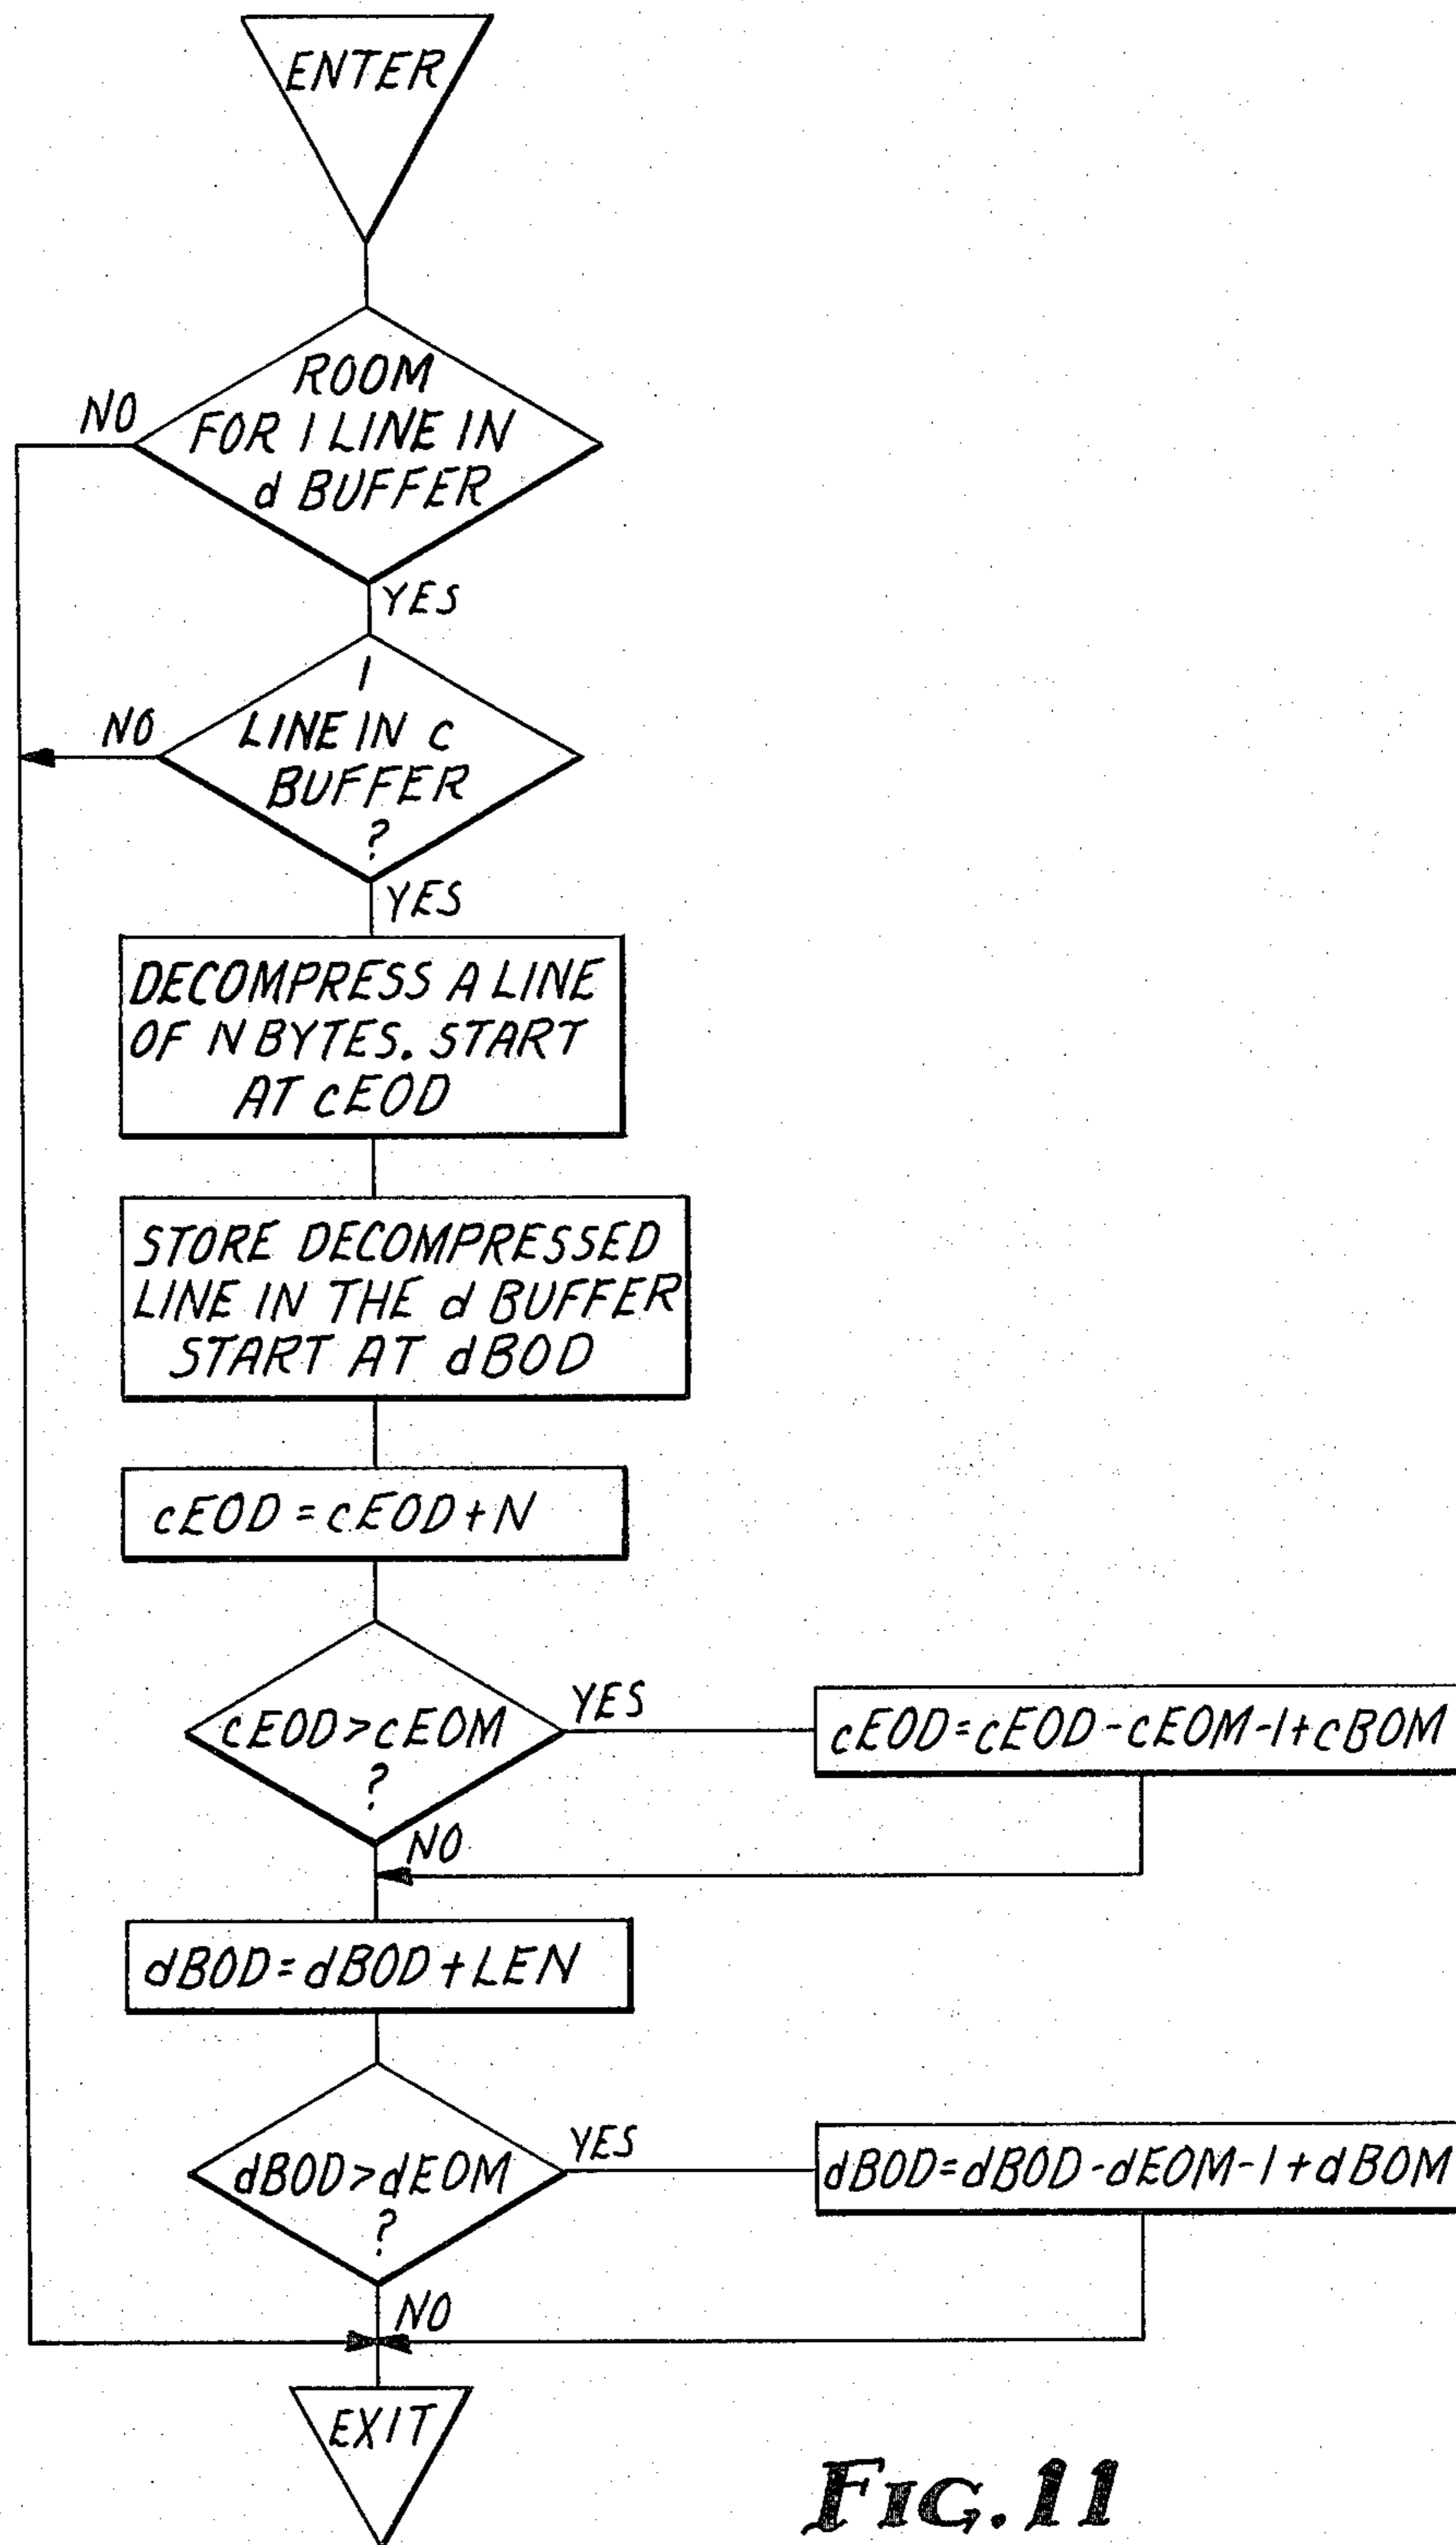 ENTER
ROOM
FOR 1 LINE IN
d BUFFER
NO
YES
1
LINE IN c
BUFFER
?
NO
YES
DECOMPRESS A LINE
OF N BYTES. START
AT cEOD
STORE DECOMPRESSED
LINE IN THE d BUFFER
START AT dBOD
cEOD = cEOD + N
cEOD > cEOM
?
YES
cEOD = cEOD - cEOM - 1 + cBOM
NO
dBOD = dBOD + LEN
dBOD > dEOM
?
YES
dBOD = dBOD - dEOM - 1 + dBOM
NO
EXIT
FIG. 11